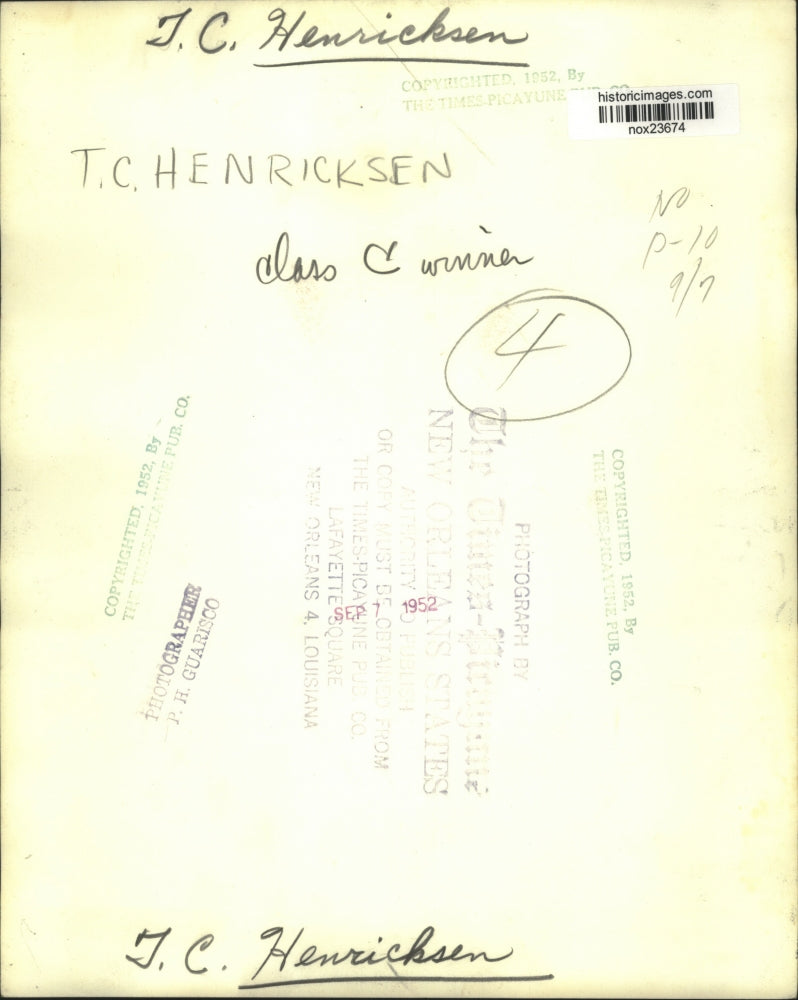 T. C. Henricksen
COPYRIGHTED, 1952, By
THE TIMES-PICAYUNE PUB. CO.
historicimages.com
nox23674
T.C. HENRICKSEN
NO.
P-10
9/7
class C winner
4
COPYRIGHTED, 1952, By
THE TIMES-PICAYUNE PUB. CO.
PHOTOGRAPHER
P. H. GUARISCO
PHOTOGRAPH BY
The Times-Picayune
NEW ORLEANS STATES
AUTHORITY TO PUBLISH
OR COPY MUST BE OBTAINED FROM
THE TIMES-PICAYUNE PUB. CO.
LAFAYETTE SQUARE
NEW ORLEANS 4, LOUISIANA
SEP 7 1952
COPYRIGHTED, 1952, By
THE TIMES-PICAYUNE PUB. CO.
T. C. Henricksen